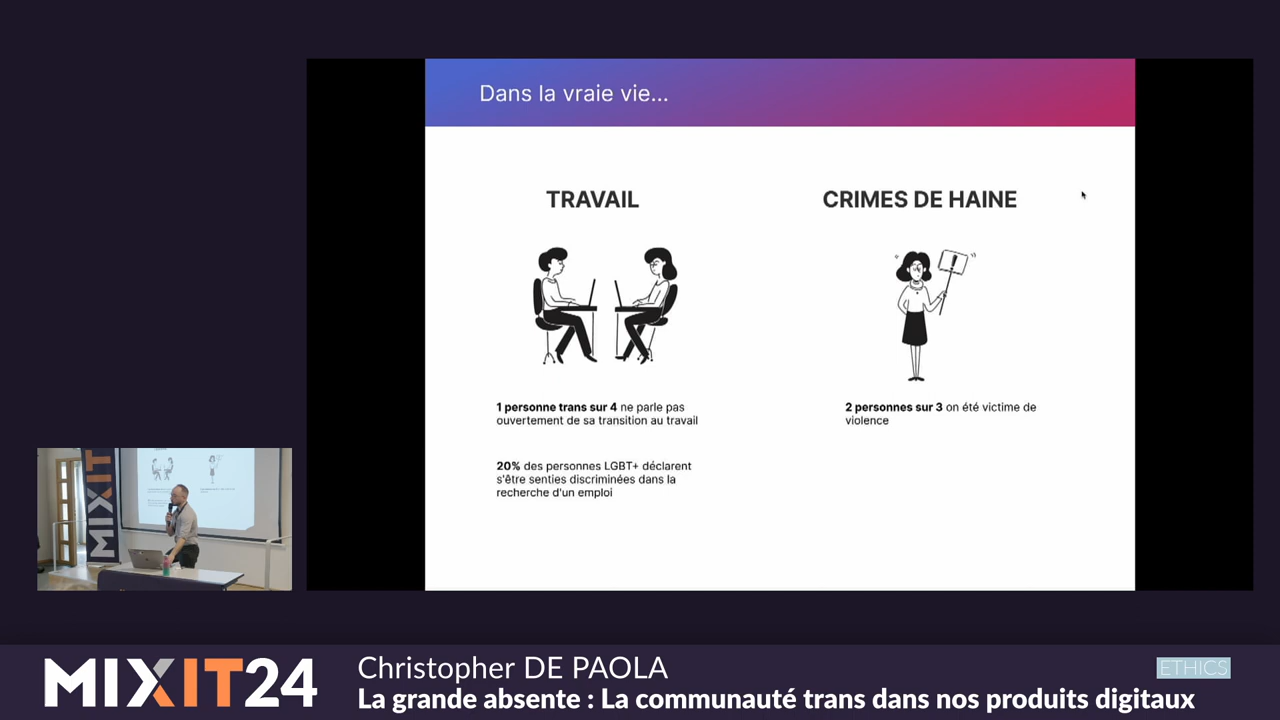 Dans la vraie vie...
TRAVAIL
CRIMES DE HAINE
!
1 personne trans sur 4 ne parle pas
ouvertement de sa transition au travail
2 personnes sur 3 on été victime de
violence
20% des personnes LGBT+ déclarent
s'être senties discriminées dans la
recherche d'un emploi
MIXIT
MIXIT24
Christopher DE PAOLA
ETHICS
La grande absente : La communauté trans dans nos produits digitaux